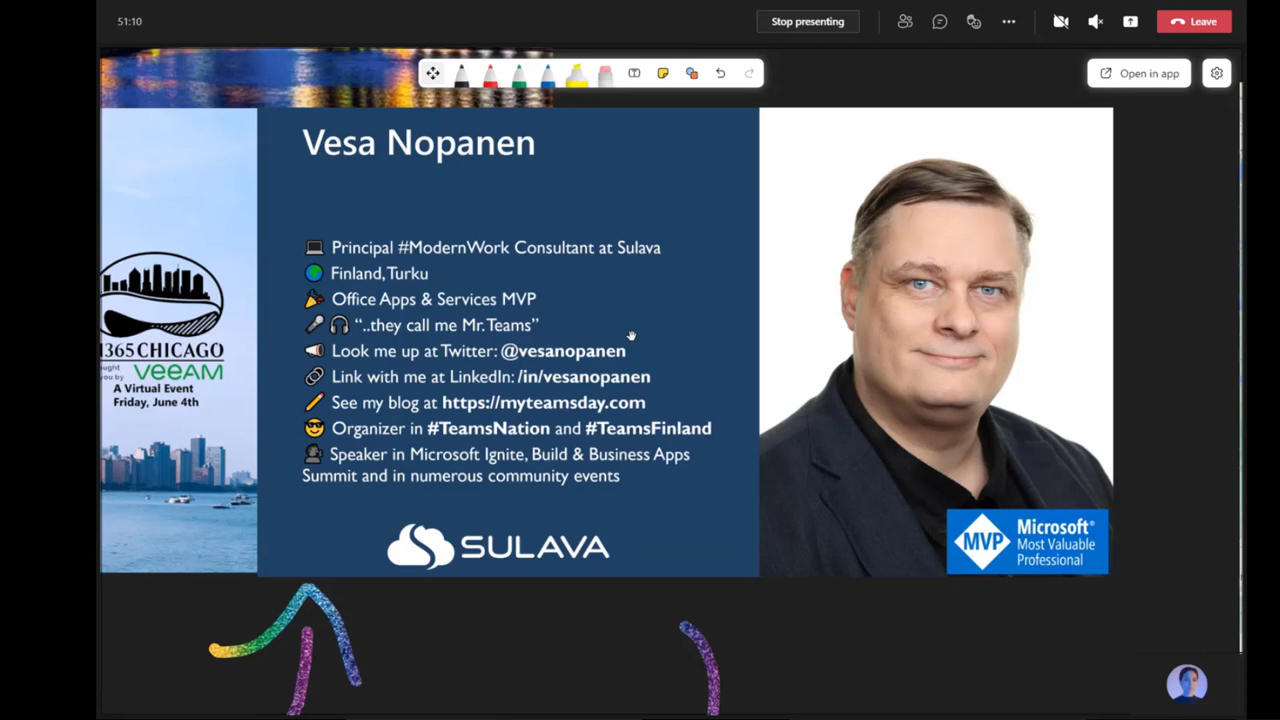 51:10
Stop presenting
Leave
Open in app
Vesa Nopanen
Principal #ModernWork Consultant at Sulava
Finland, Turku
Office Apps & Services MVP
“..they call me Mr. Teams”
Look me up at Twitter: @vesanopanen
Link with me at LinkedIn: /in/vesanopanen
See my blog at https://myteamsday.com
Organizer in #TeamsNation and #TeamsFinland
Speaker in Microsoft Ignite, Build & Business Apps
Summit and in numerous community events
SULAVA
365CHICAGO
you by VEEAM
A Virtual Event
Friday, June 4th
MVP
Microsoft®
Most Valuable
Professional